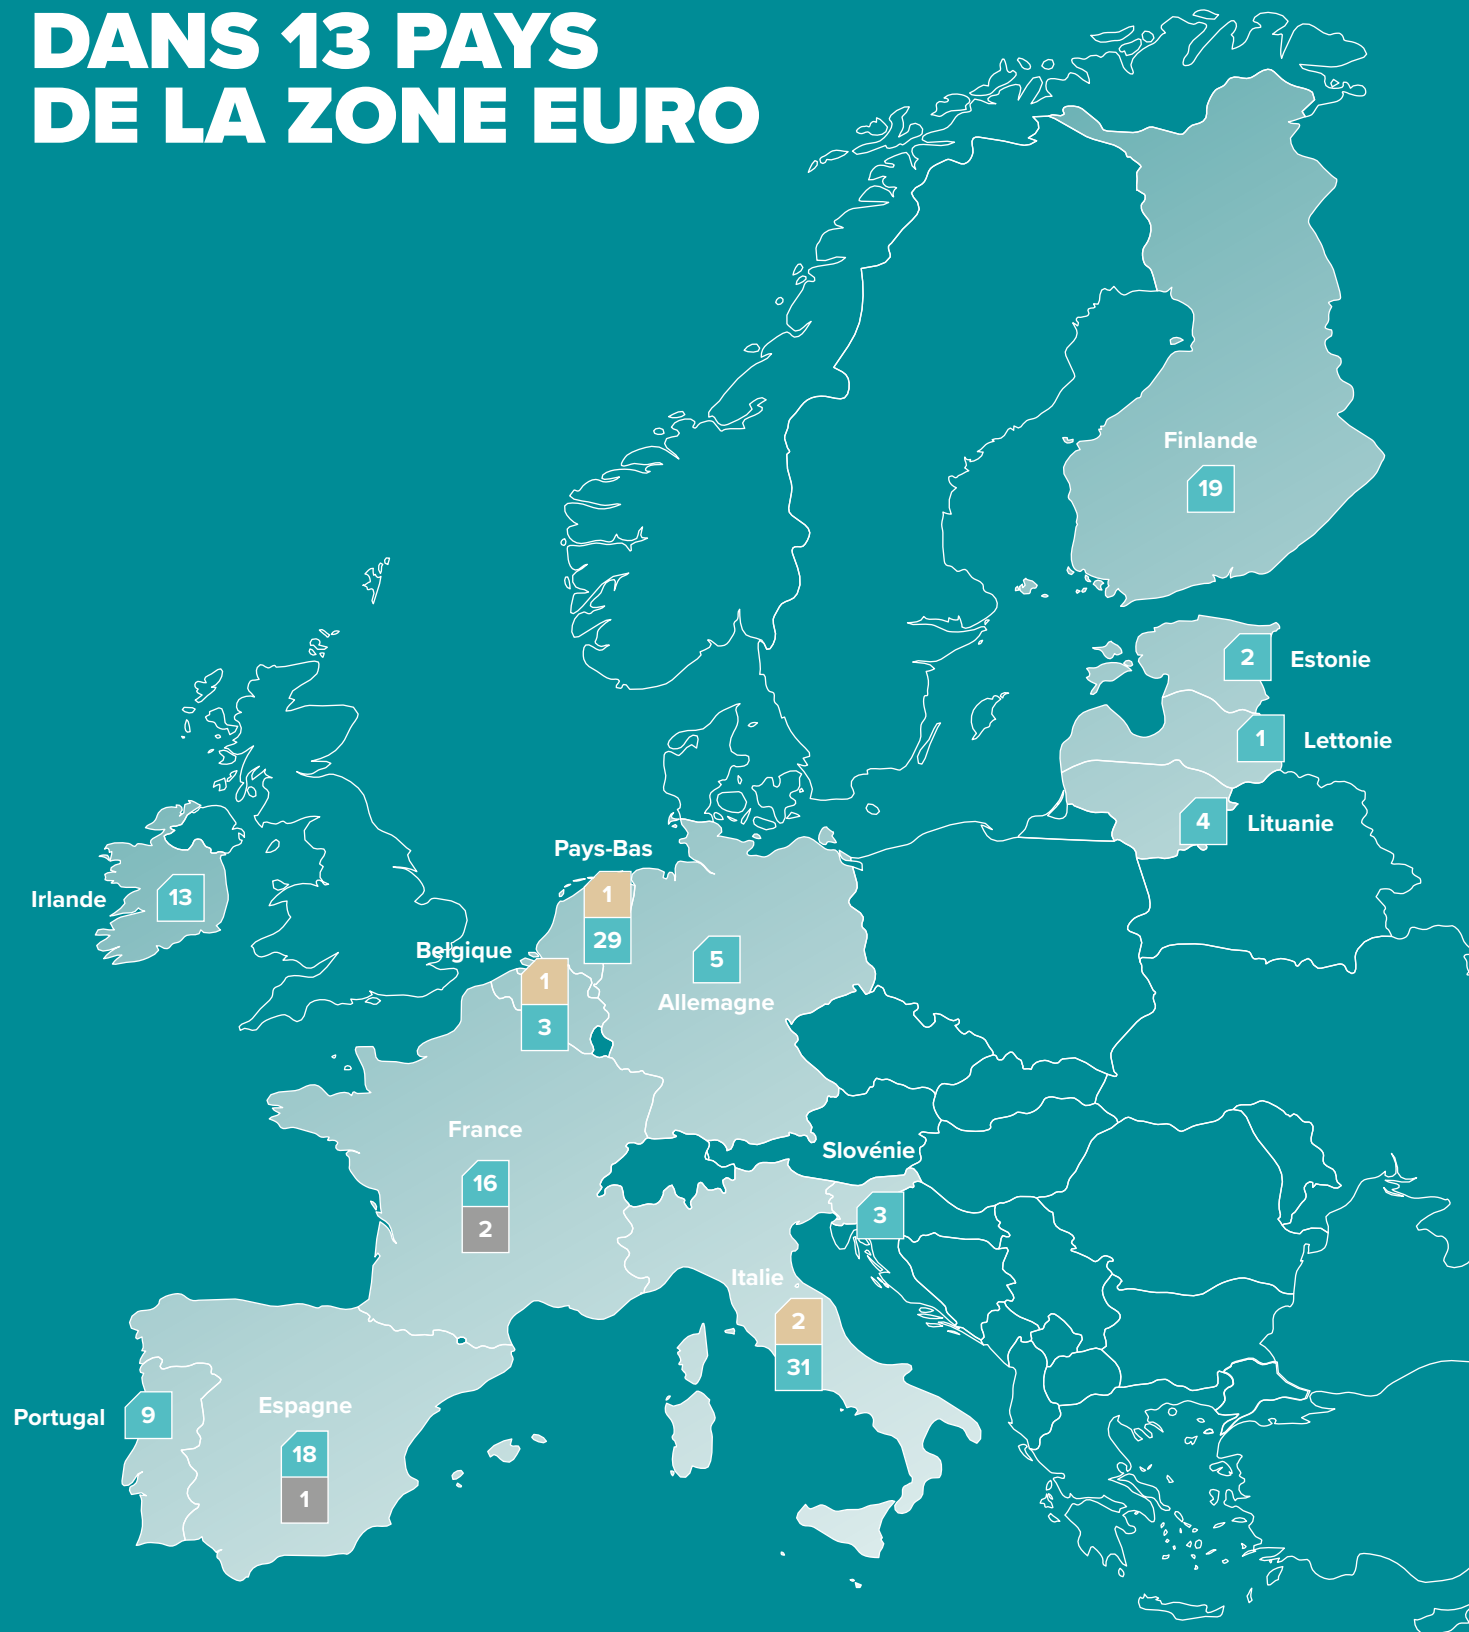 DANS 13 PAYS
DE LA ZONE EURO
Finlande
19
2
Estonie
1
Lettonie
4
Lituanie
Irlande
13
Pays-Bas
1
29
Belgique
1
3
5
Allemagne
France
16
2
Slovénie
3
Italie
2
31
Portugal
9
Espagne
18
1